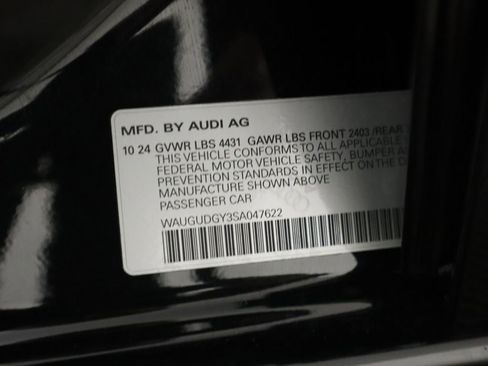 MFD. BY AUDI AG
10 24 GVWR LBS 4431 GAWR LBS FRONT 2403 /REAR
THIS VEHICLE CONFORMS TO ALL APPLICABLE
FEDERAL MOTOR VEHICLE SAFETY, BUMPER
PREVENTION STANDARDS IN EFFECT ON THE
MANUFACTURE SHOWN ABOVE
PASSENGER CAR
WAUGUDGY3SA047622